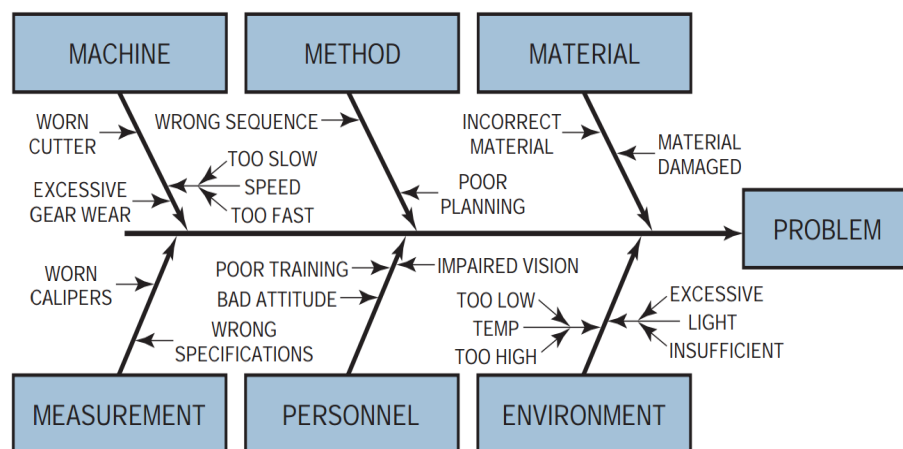 MACHINE
METHOD
MATERIAL
WORN
CUTTER
EXCESSIVE
GEAR WEAR
TOO SLOW
SPEED
TOO FAST
WRONG SEQUENCE
POOR
PLANNING
INCORRECT
MATERIAL
MATERIAL
DAMAGED
PROBLEM
WORN
CALIPERS
WRONG
SPECIFICATIONS
POOR TRAINING
BAD ATTITUDE
IMPAIRED VISION
TOO LOW
TEMP
TOO HIGH
EXCESSIVE
LIGHT
INSUFFICIENT
MEASUREMENT
PERSONNEL
ENVIRONMENT